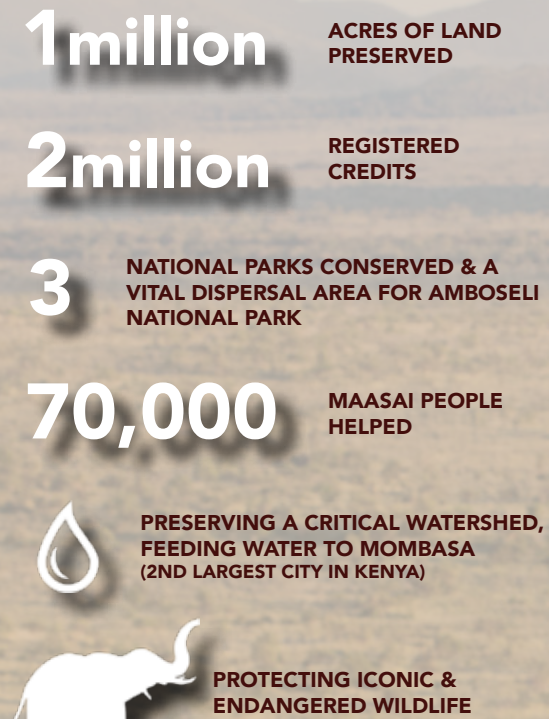 1million
ACRES OF LAND
PRESERVED
2million
REGISTERED
CREDITS
3
NATIONAL PARKS CONSERVED & A
VITAL DISPERSAL AREA FOR AMBOSELI
NATIONAL PARK
70,000
MAASAI PEOPLE
HELPED
PRESERVING A CRITICAL WATERSHED,
FEEDING WATER TO MOMBASA
(2ND LARGEST CITY IN KENYA)
PROTECTING ICONIC &
ENDANGERED WILDLIFE